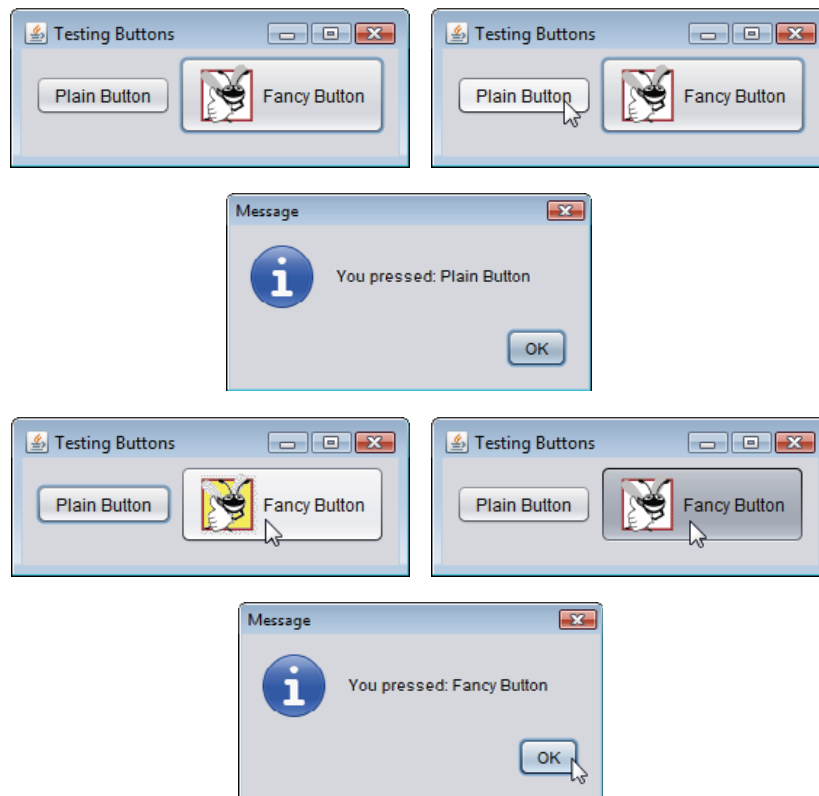 Testing Buttons
Plain Button Fancy Button
Testing Buttons
Plain Button Fancy Button
Message
You pressed: Plain Button
OK
Testing Buttons
Plain Button Fancy Button
Testing Buttons
Plain Button Fancy Button
Message
You pressed: Fancy Button
OK